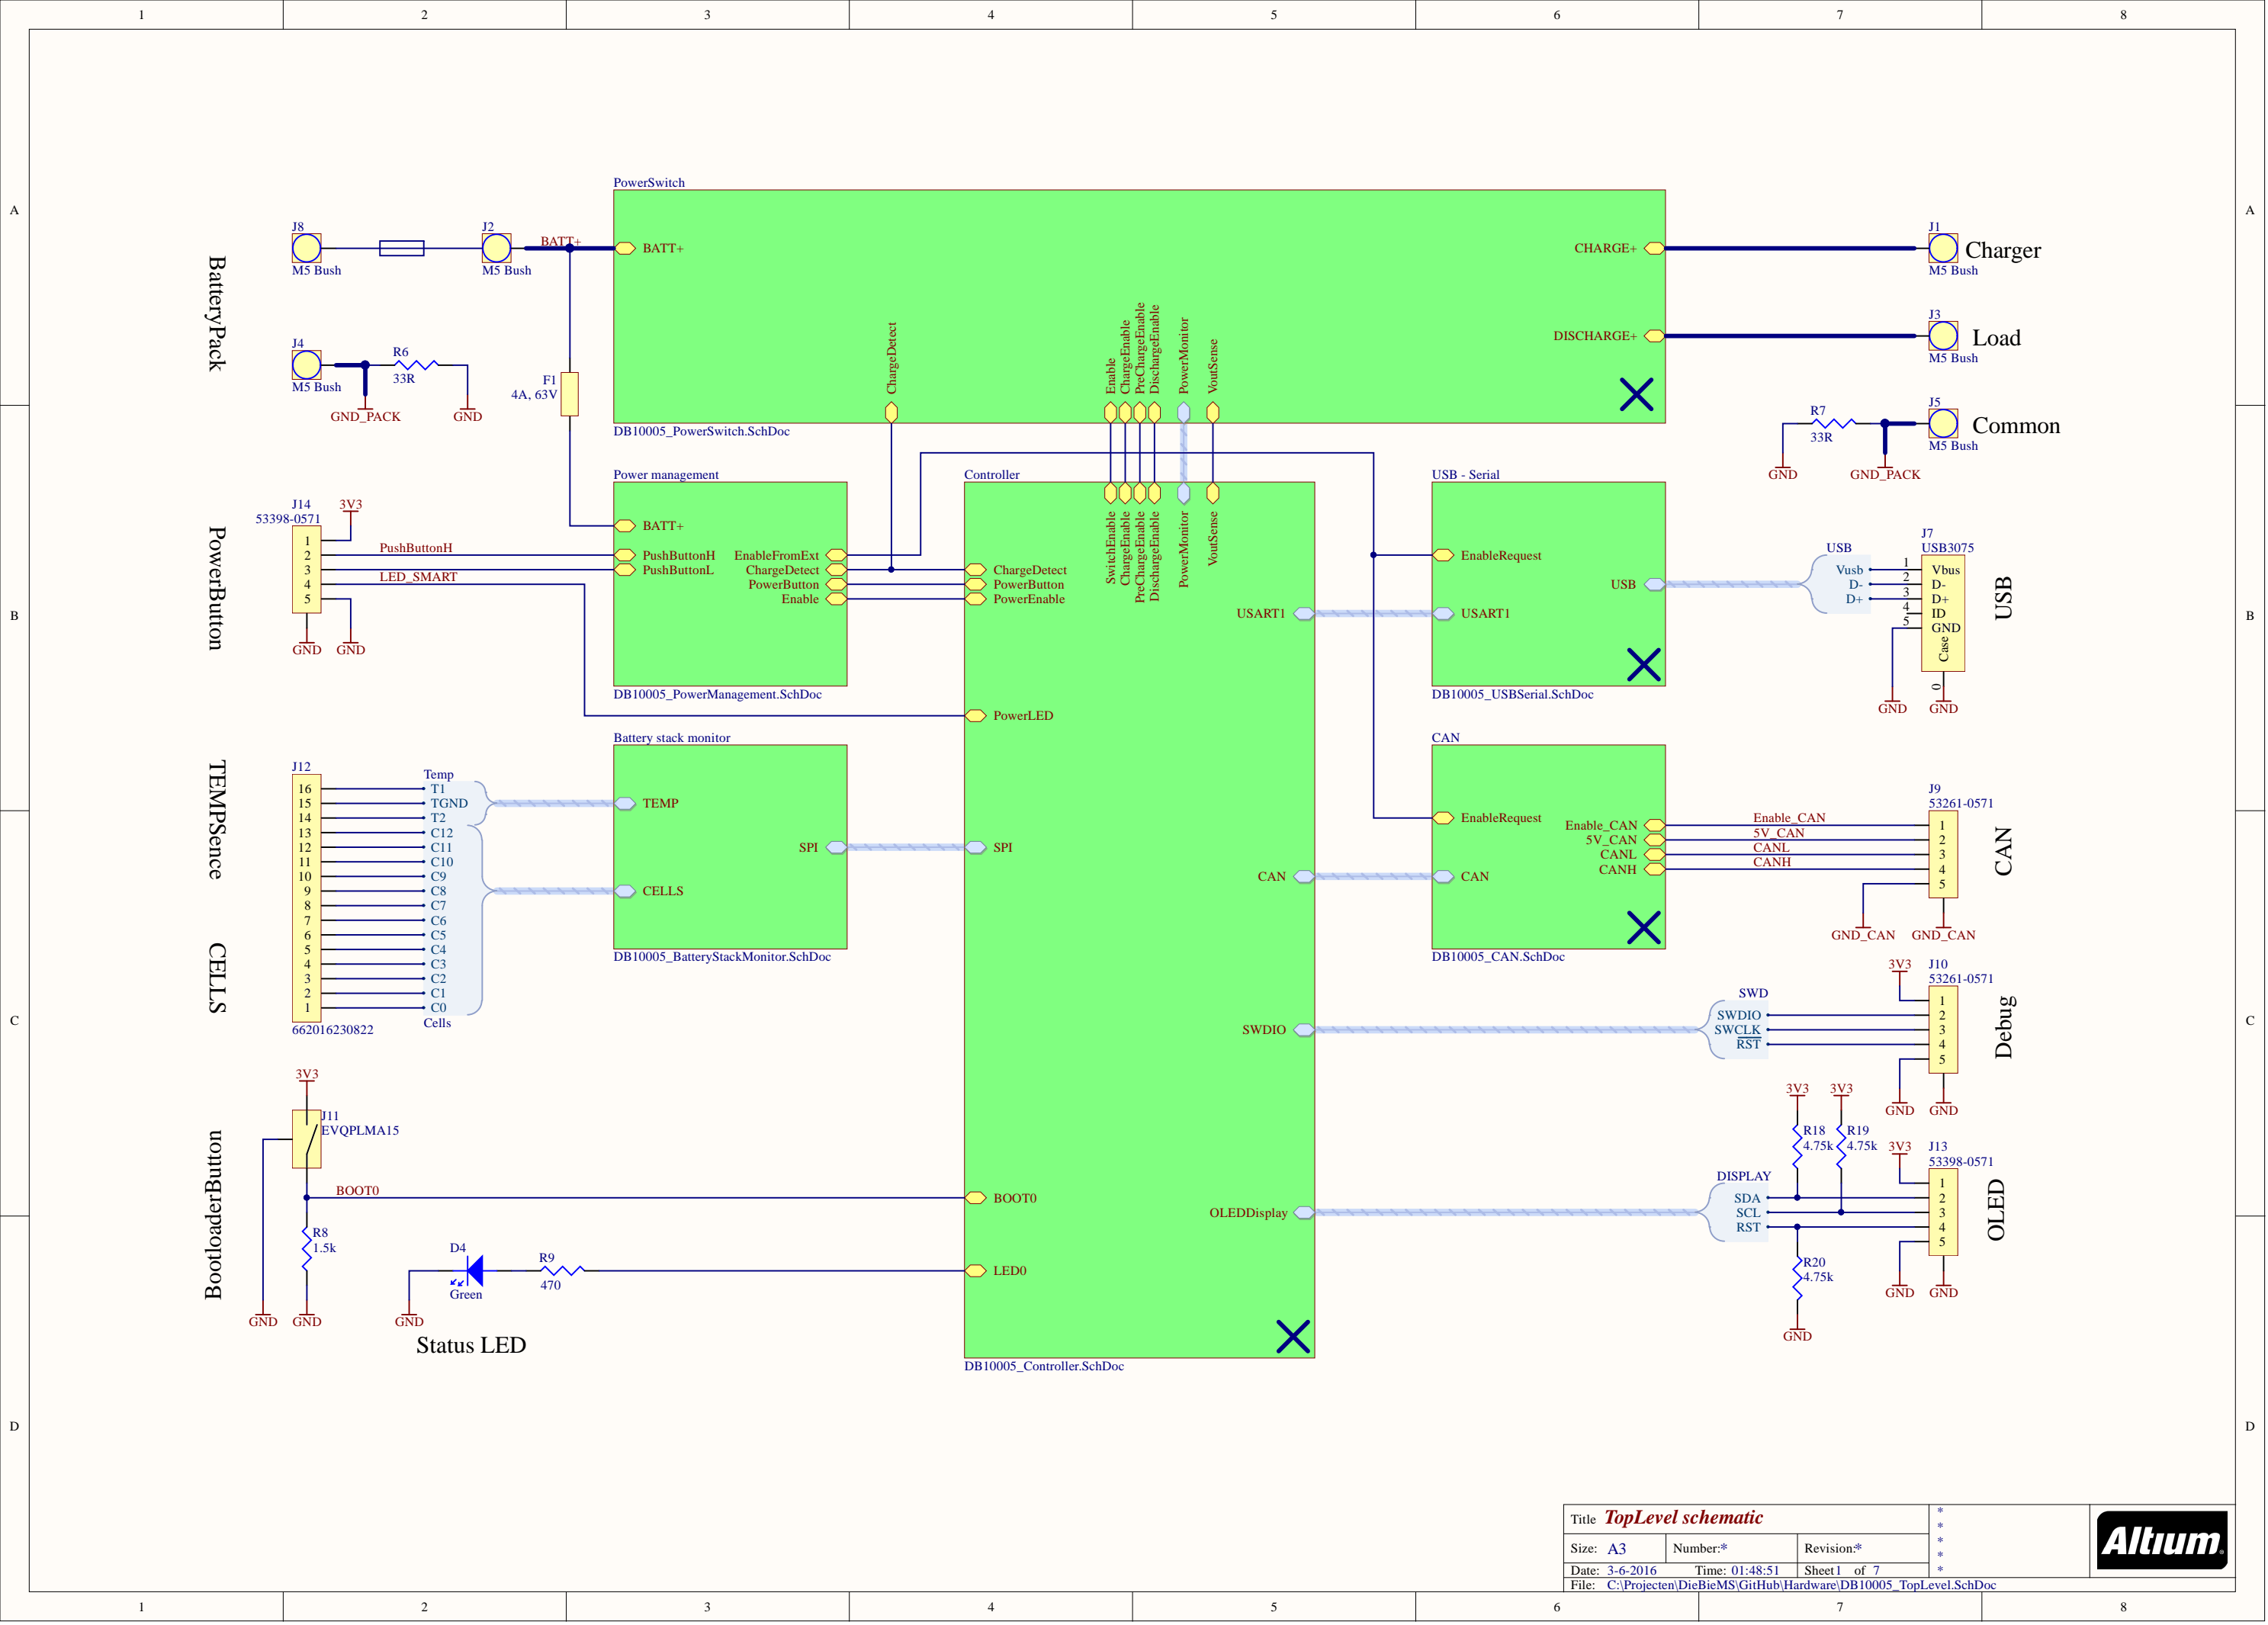 1 2 3 4 5 6 7 8
A
A
B
B
C
C
D
D
PowerSwitch
BATT+
CHARGE+
DISCHARGE+
ChargeDetect
Enable
ChargeEnable
PreChargeEnable
DischargeEnable
PowerMonitor
VoutSense
DB10005_PowerSwitch.SchDoc
BatteryPack
J8
M5 Bush
J2
M5 Bush
BATT+
J4
M5 Bush
R6
33R
GND_PACK
GND
F1
4A, 63V
J1
M5 Bush
Charger
J3
M5 Bush
Load
J5
M5 Bush
Common
R7
33R
GND
GND_PACK
PowerButton
J14
53398-0571
3V3
1
2
3
4
5
PushButtonH
LED_SMART
GND
GND
Power management
BATT+
PushButtonH
PushButtonL
EnableFromExt
ChargeDetect
PowerButton
Enable
DB10005_PowerManagement.SchDoc
Controller
SwitchEnable
ChargeEnable
PreChargeEnable
DischargeEnable
PowerMonitor
VoutSense
ChargeDetect
PowerButton
PowerEnable
USART1
PowerLED
SPI
CAN
SWDIO
BOOT0
OLEDDisplay
LED0
DB10005_Controller.SchDoc
USB - Serial
EnableRequest
USART1
USB
DB10005_USBSerial.SchDoc
USB
Vusb
D-
D+
J7
USB3075
1 Vbus
2 D-
3 D+
4 ID
5 GND
Case
0
GND
GND
USB
TEMPSence
CELLS
J12
16
15
14
13
12
11
10
9
8
7
6
5
4
3
2
1
662016230822
Temp
T1
TGND
T2
C12
C11
C10
C9
C8
C7
C6
C5
C4
C3
C2
C1
C0
Cells
Battery stack monitor
TEMP
SPI
CELLS
DB10005_BatteryStackMonitor.SchDoc
CAN
EnableRequest
CAN
Enable_CAN
5V_CAN
CANL
CANH
DB10005_CAN.SchDoc
Enable_CAN
5V_CAN
CANL
CANH
J9
53261-0571
1
2
3
4
5
GND_CAN
GND_CAN
CAN
SWD
SWDIO
SWCLK
RST
3V3
J10
53261-0571
1
2
3
4
5
GND
GND
Debug
BootloaderButton
3V3
J11
EVQPLMA15
BOOT0
R8
1.5k
GND
GND
D4
Green
R9
470
GND
Status LED
3V3
3V3
R18
4.75k
R19
4.75k
DISPLAY
SDA
SCL
RST
R20
4.75k
GND
3V3
J13
53398-0571
1
2
3
4
5
GND
GND
OLED
Title TopLevel schematic
Size: A3 Number:* Revision:*
Date: 3-6-2016 Time: 01:48:51 Sheet 1 of 7
File: C:\Projecten\DieBieMS\GitHub\Hardware\DB10005_TopLevel.SchDoc
*
*
*
*
*
Altium
1 2 3 4 5 6 7 8